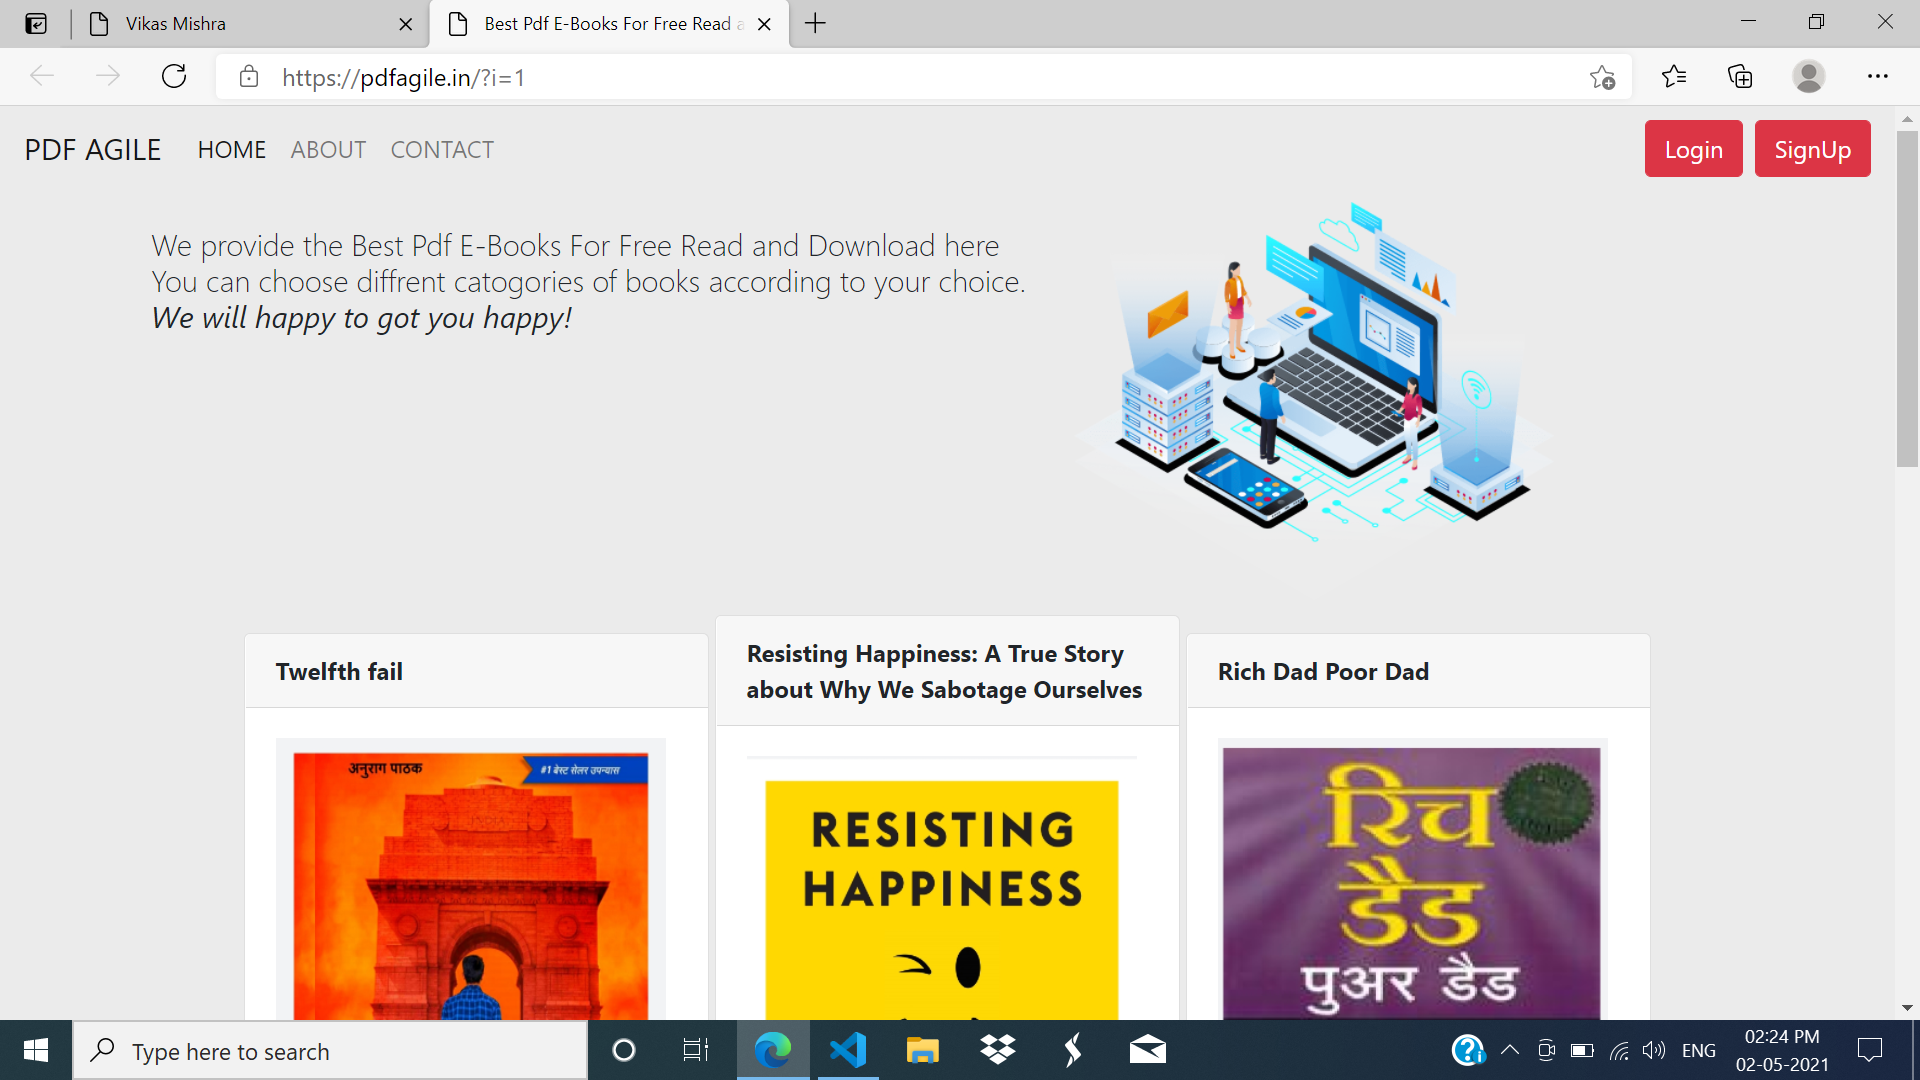 Vikas Mishra
Best Pdf E-Books For Free Read a
https://pdfagile.in/?i=1
PDF AGILE HOME ABOUT CONTACT Login SignUp
We provide the Best Pdf E-Books For Free Read and Download here
You can choose diffrent catogories of books according to your choice.
We will happy to got you happy!
Twelfth fail
अनुराग पाठक
#1 बेस्ट सेलर उपन्यास
INDIA
Resisting Happiness: A True Story
about Why We Sabotage Ourselves
RESISTING
HAPPINESS
Rich Dad Poor Dad
रिच
डैड
पुअर डैड
Type here to search
ENG
02:24 PM
02-05-2021